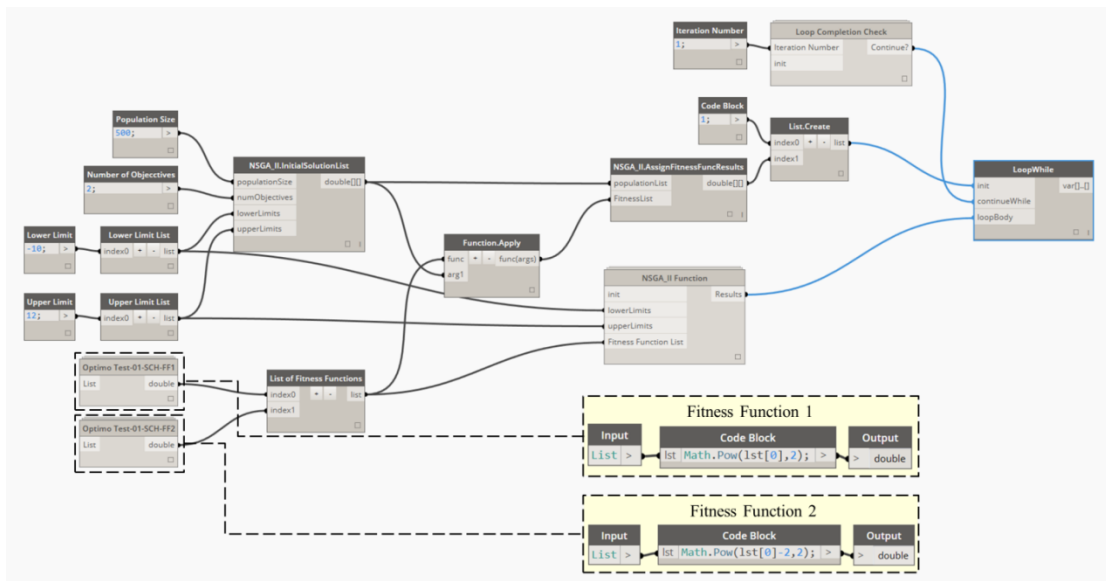 Iteration Number
1; >
Loop Completion Check
Iteration Number Continue?
init
Population Size
500; >
Code Block
1; >
List.Create
index0 + - list
index1
Number of Objecctives
2; >
NSGA_II.InitialSolutionList
populationSize double[][]
numObjectives
lowerLimits
upperLimits
NSGA_II.AssignFitnessFuncResults
populationList double[][]
FitnessList
LoopWhile
init var[]..[]
continueWhile
loopBody
Lower Limit
-10; >
Lower Limit List
index0 + - list
Function.Apply
func + - func(args)
arg1
Upper Limit
12; >
Upper Limit List
index0 + - list
NSGA_II Function
init Results
lowerLimits
upperLimits
Fitness Function List
Optimo Test-01-SCH-FF1
List double
List of Fitness Functions
index0 + - list
index1
Optimo Test-01-SCH-FF2
List double
Fitness Function 1
Input
List >
Code Block
lst Math.Pow(lst[0],2); >
Output
> double
Fitness Function 2
Input
List >
Code Block
lst Math.Pow(lst[0]-2,2); >
Output
> double